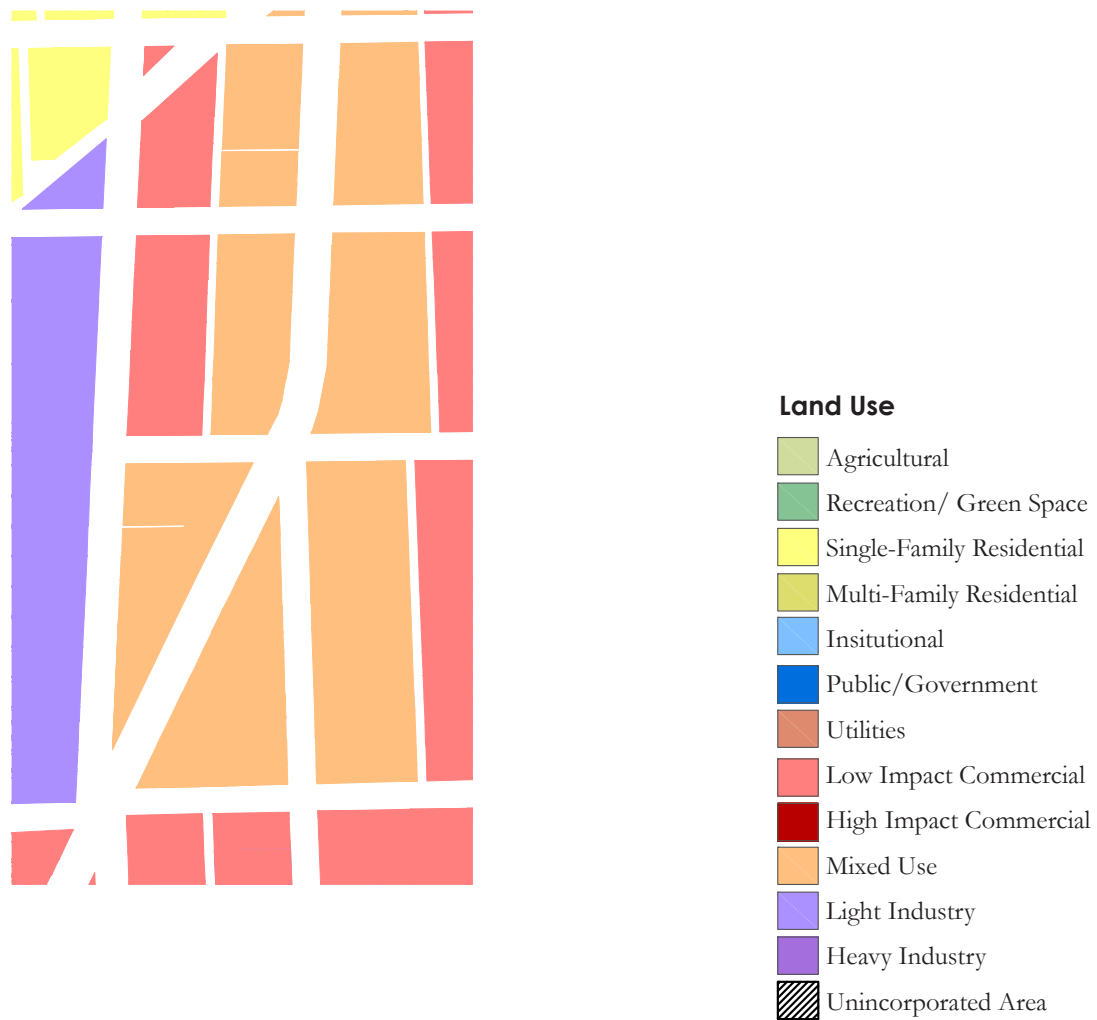 Land Use
Agricultural
Recreation/ Green Space
Single-Family Residential
Multi-Family Residential
Insitutional
Public/Government
Utilities
Low Impact Commercial
High Impact Commercial
Mixed Use
Light Industry
Heavy Industry
Unincorporated Area